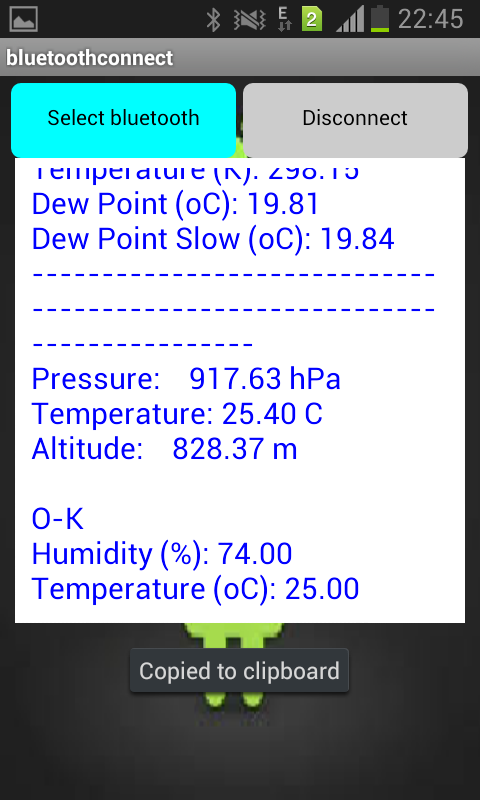 E 2 22:45
bluetoothconnect
Select bluetooth Disconnect
Temperature (K): 298.15
Dew Point (oC): 19.81
Dew Point Slow (oC): 19.84
-----------------------------
-----------------------------
----------------
Pressure: 917.63 hPa
Temperature: 25.40 C
Altitude: 828.37 m
O-K
Humidity (%): 74.00
Temperature (oC): 25.00
Copied to clipboard